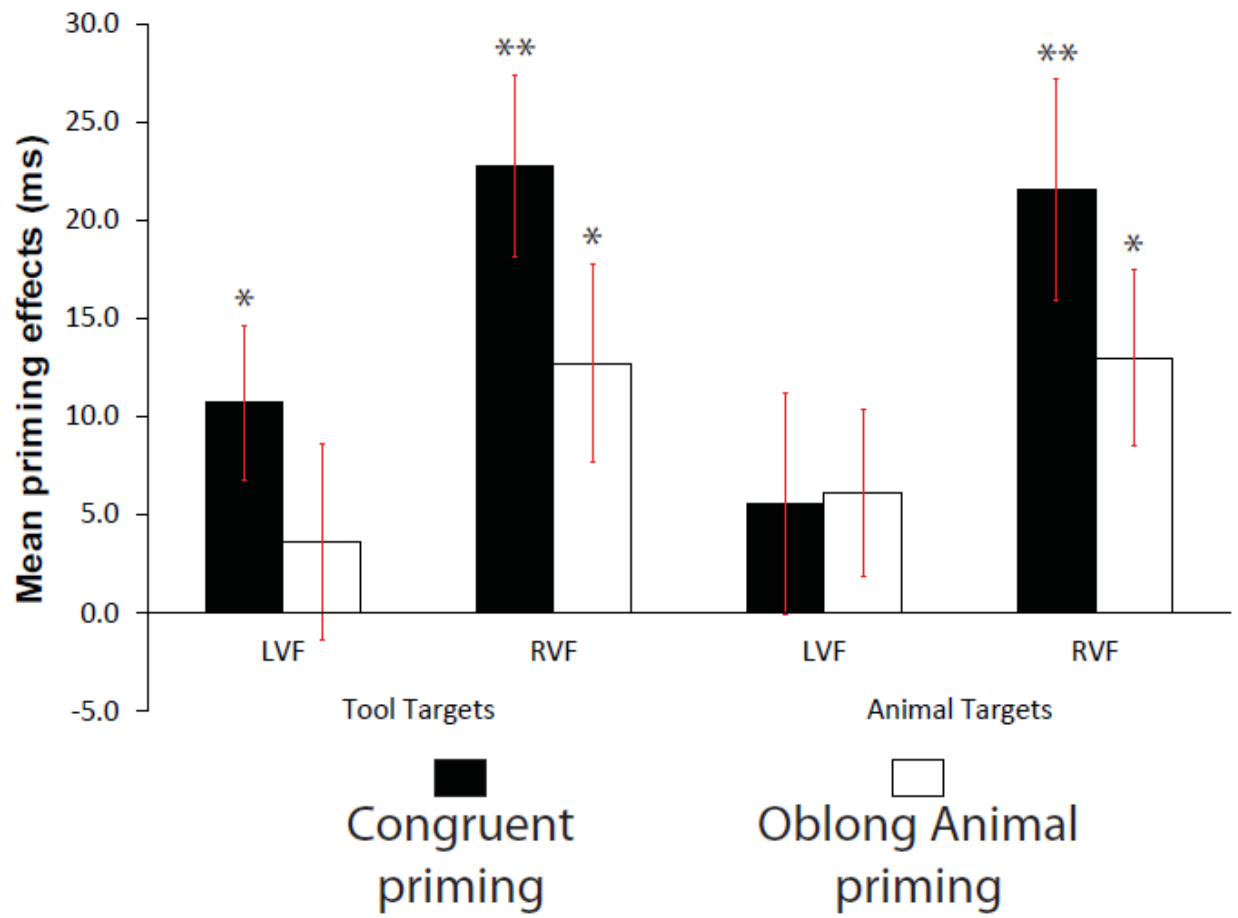 Mean priming effects (ms)
30.0
25.0
20.0
15.0
10.0
5.0
0.0
-5.0
*
**
*
**
*
LVF
RVF
LVF
RVF
Tool Targets
Animal Targets
Congruent
priming
Oblong Animal
priming